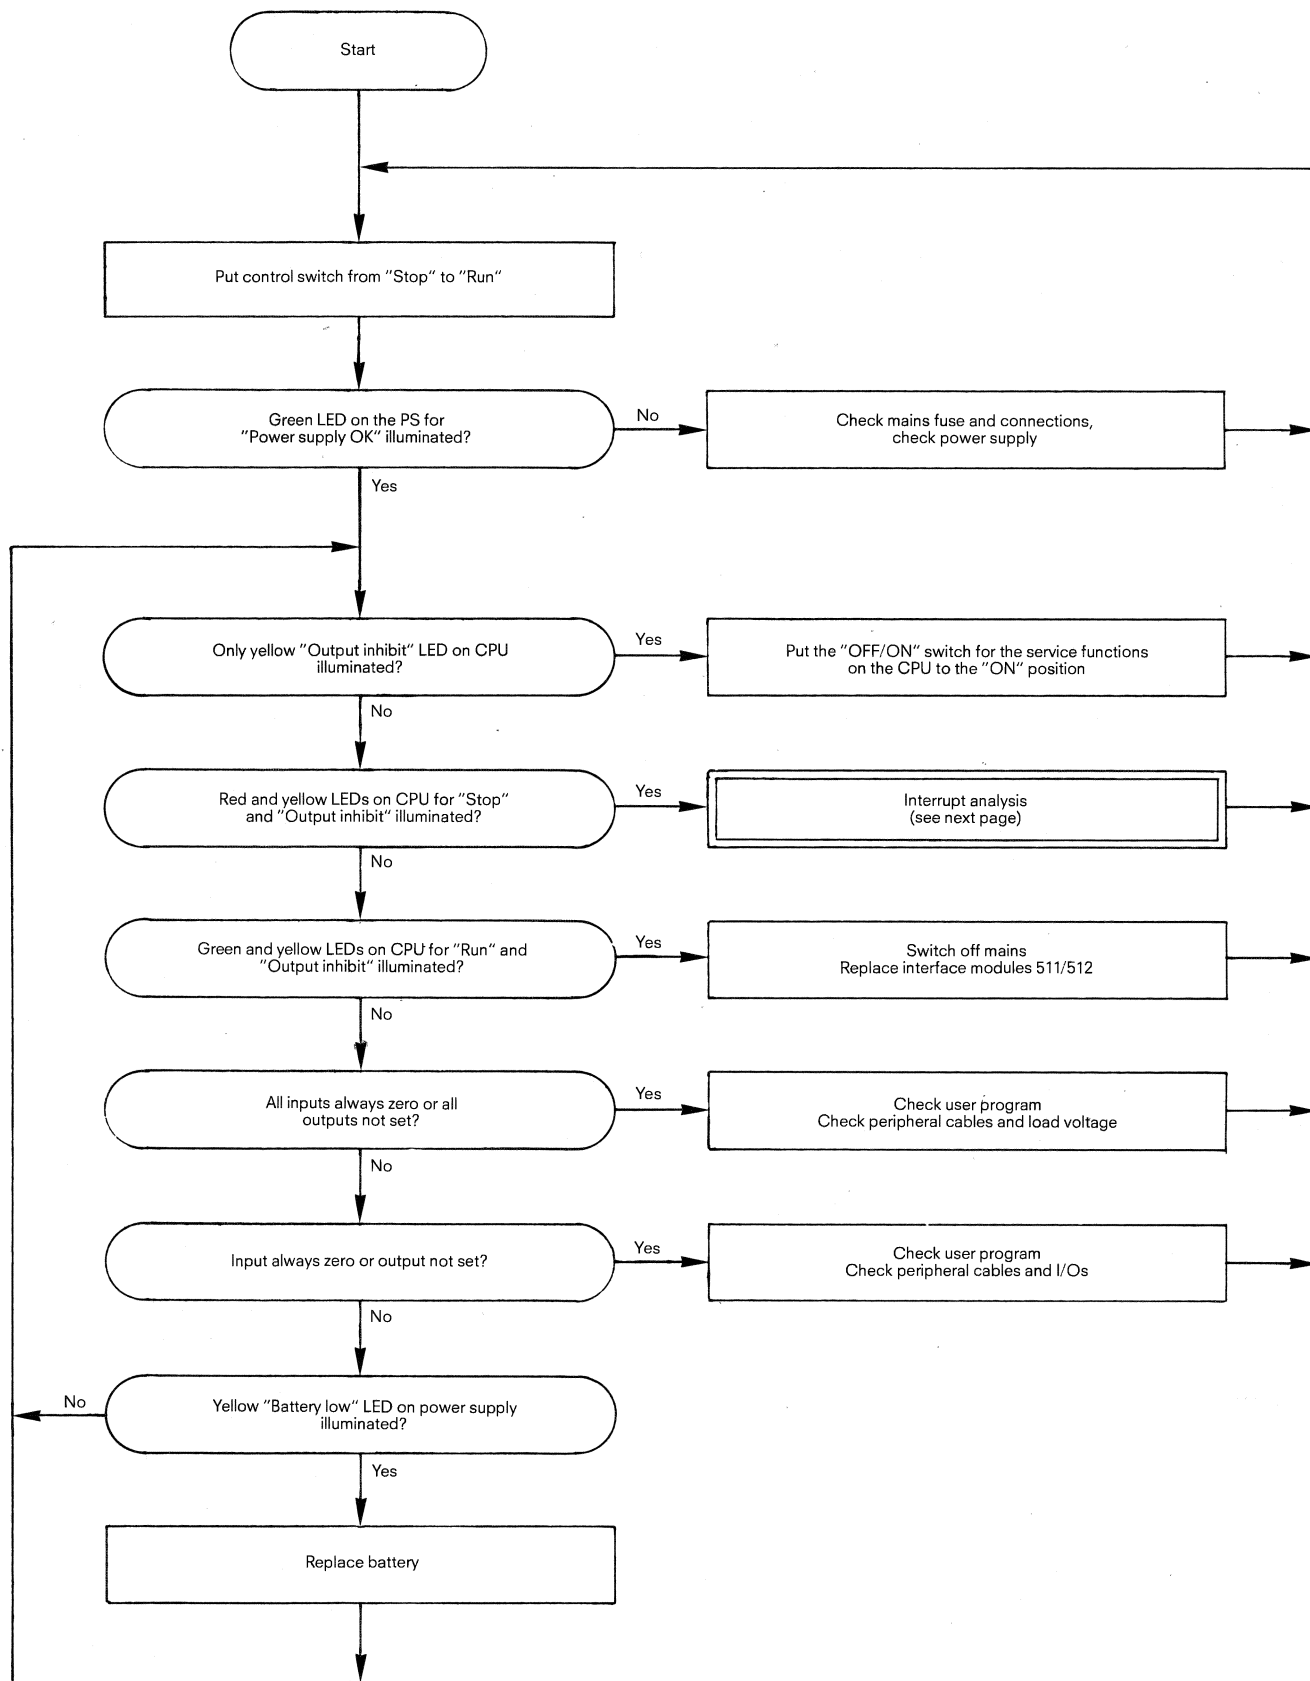 Start
Put control switch from ″Stop‶ to ″Run‶
Green LED on the PS for
″Power supply OK‶ illuminated?
No
Check mains fuse and connections,
check power supply
Yes
Only yellow ″Output inhibit‶ LED on CPU
illuminated?
Yes
Put the ″OFF/ON‶ switch for the service functions
on the CPU to the ″ON‶ position
No
Red and yellow LEDs on CPU for ″Stop‶
and ″Output inhibit‶ illuminated?
Yes
Interrupt analysis
(see next page)
No
Green and yellow LEDs on CPU for ″Run‶ and
″Output inhibit‶ illuminated?
Yes
Switch off mains
Replace interface modules 511/512
No
All inputs always zero or all
outputs not set?
Yes
Check user program
Check peripheral cables and load voltage
No
Input always zero or output not set?
Yes
Check user program
Check peripheral cables and I/Os
No
Yellow ″Battery low‶ LED on power supply
illuminated?
No
Yes
Replace battery